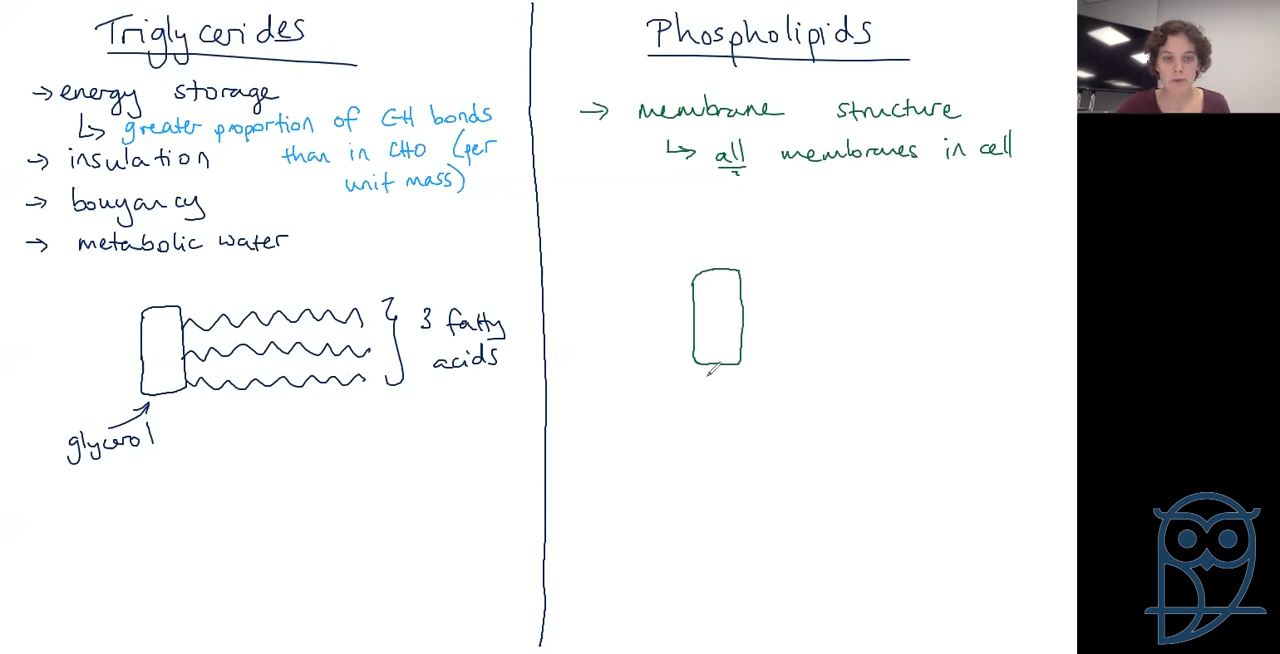 Triglycerides
→ energy storage
↳ greater proportion of C-H bonds
than in CHO (per
unit mass)
→ insulation
→ bouyancy
→ metabolic water
3 fatty
acids
glycerol
Phospholipids
→ membrane structure
↳ all membranes in cell